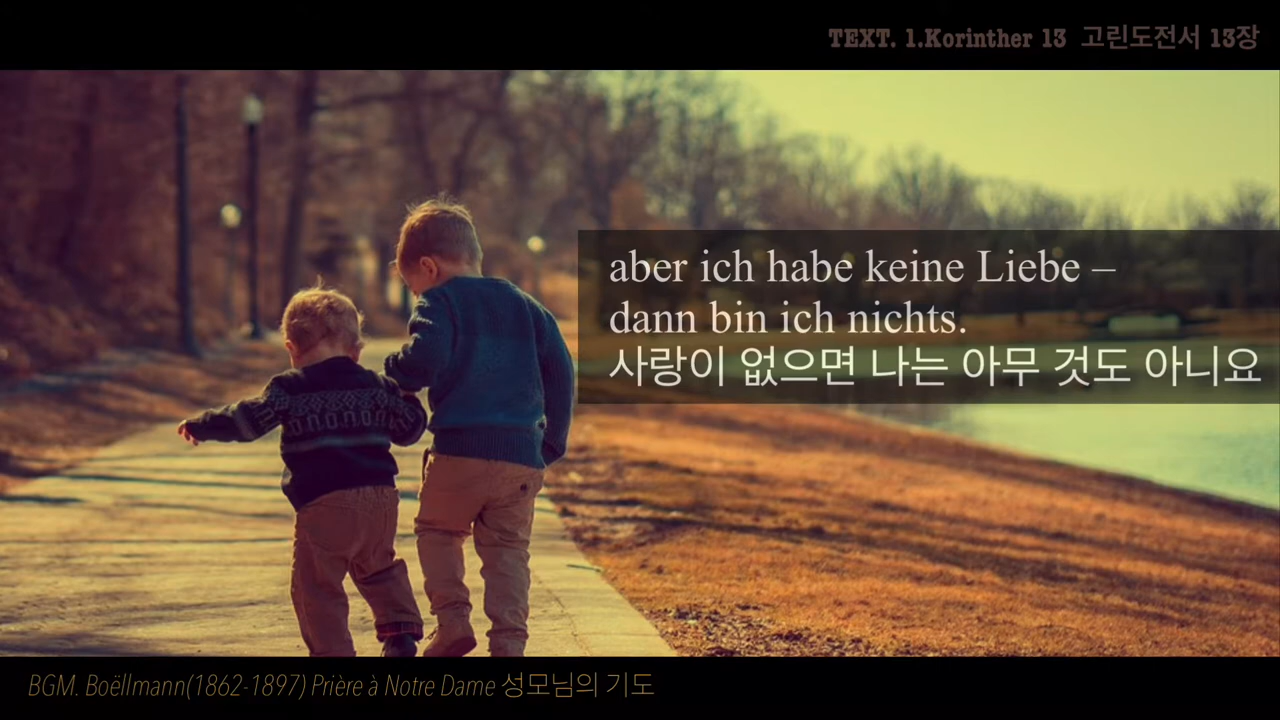 TEXT. 1.Korinther 13 고린도전서 13장
aber ich habe keine Liebe –
dann bin ich nichts.
사랑이 없으면 나는 아무 것도 아니요
BGM. Boëllmann(1862-1897) Prière à Notre Dame 성모님의 기도